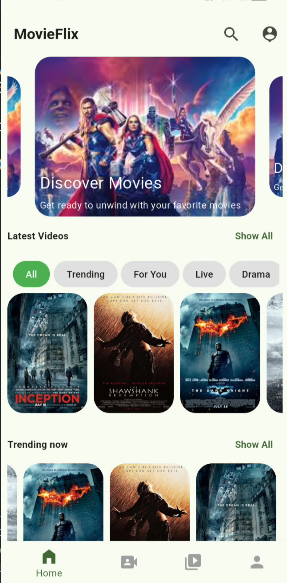 MovieFlix
Discover Movies
Get ready to unwind with your favorite movies
D
Ge
Latest Videos
Show All
All
Trending
For You
Live
Drama
INCEPTION
THE SHAWSHANK REDEMPTION
THE DARK KNIGHT
Trending now
Show All
Home